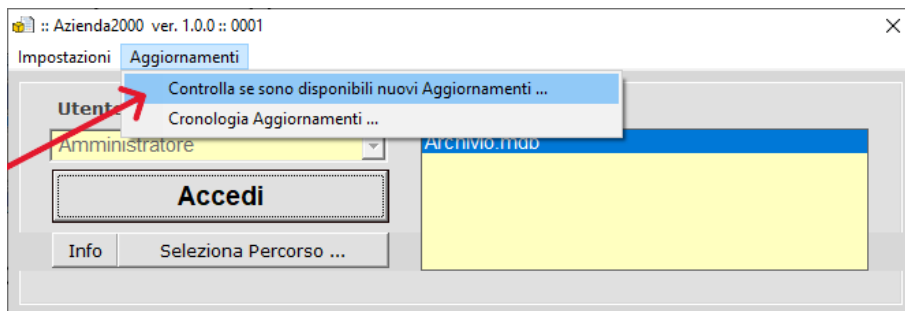 :: Azienda2000 ver. 1.0.0 :: 0001
Impostazioni Aggiornamenti
Controlla se sono disponibili nuovi Aggiornamenti ...
Cronologia Aggiornamenti ...
Utente
Amministratore
Archivio.mdb
Accedi
Info Seleziona Percorso ...